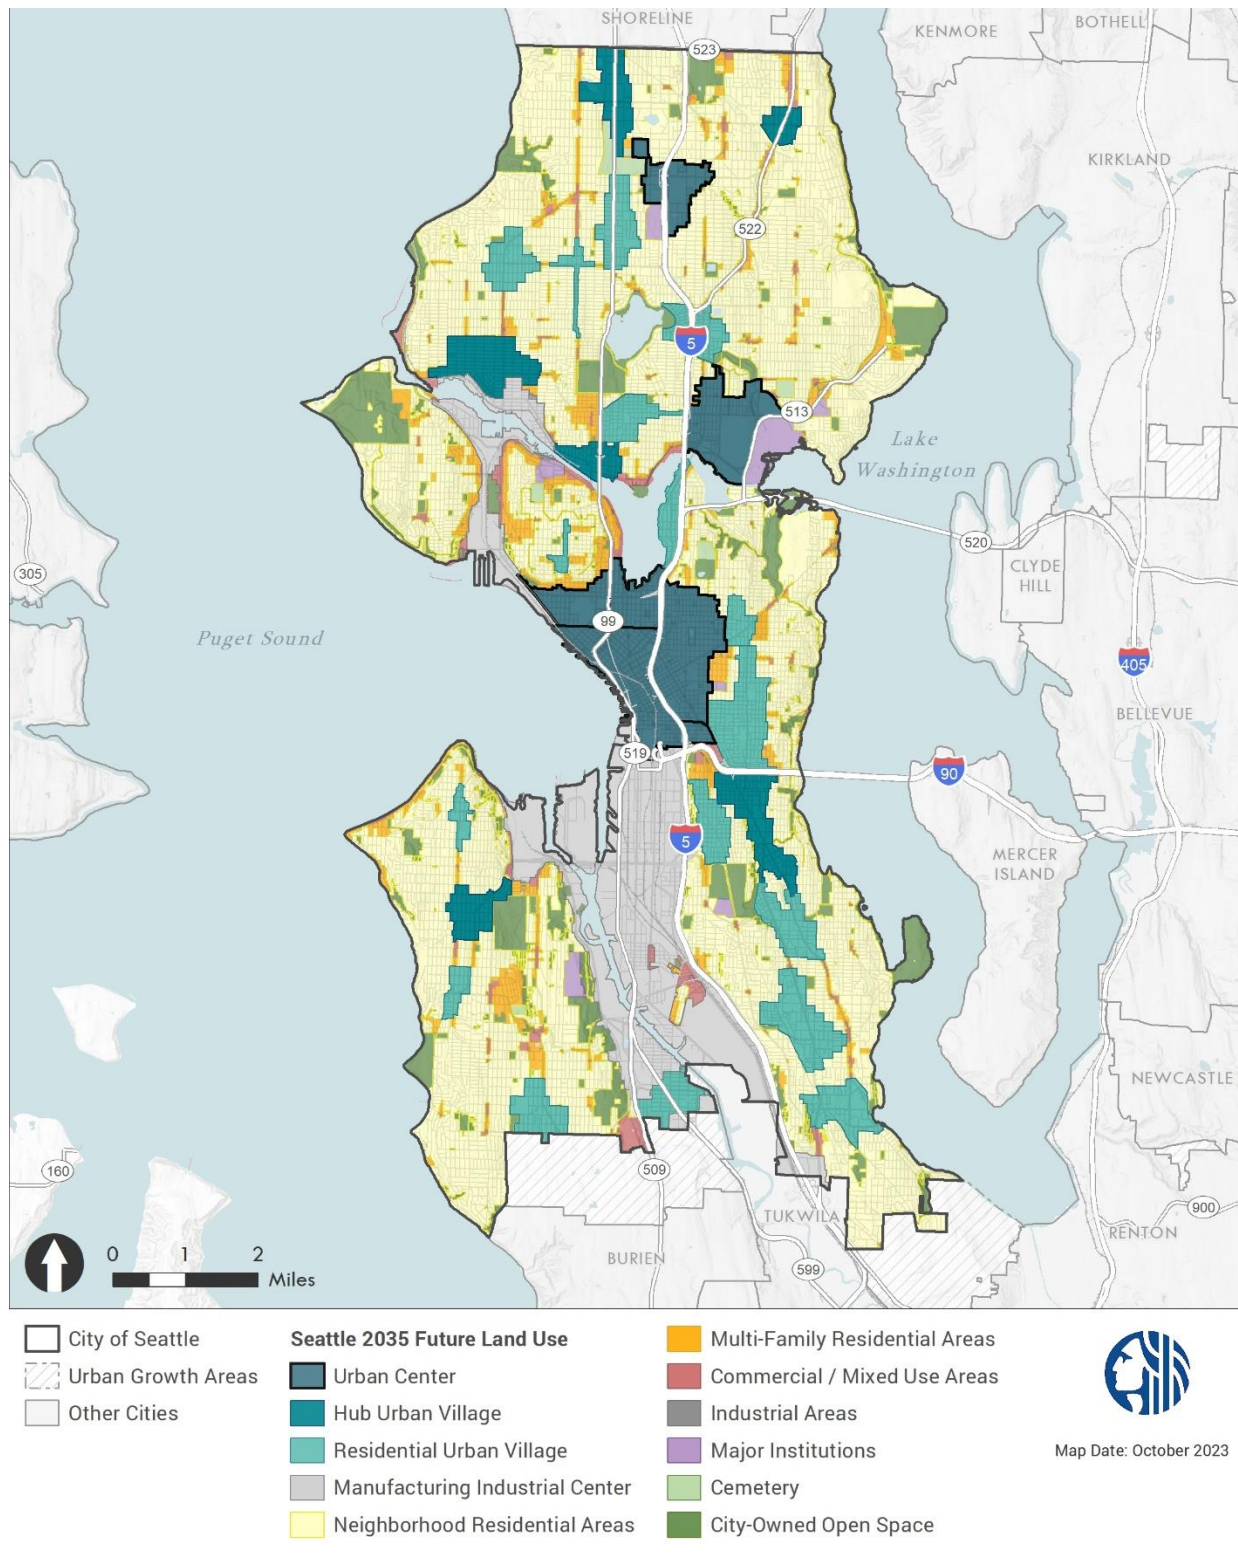 SHORELINE
BOTHELL
KENMORE
523
KIRKLAND
522
5
513
Lake
Washington
520
CLYDE
HILL
305
99
Puget Sound
405
BELLEVUE
519
90
5
MERCER
ISLAND
NEWCASTLE
160
509
900
TUKWILA
RENTON
BURIEN
599
0 1 2
Miles
City of Seattle
Urban Growth Areas
Other Cities
Seattle 2035 Future Land Use
Urban Center
Hub Urban Village
Residential Urban Village
Manufacturing Industrial Center
Neighborhood Residential Areas
Multi-Family Residential Areas
Commercial / Mixed Use Areas
Industrial Areas
Major Institutions
Cemetery
City-Owned Open Space
Map Date: October 2023